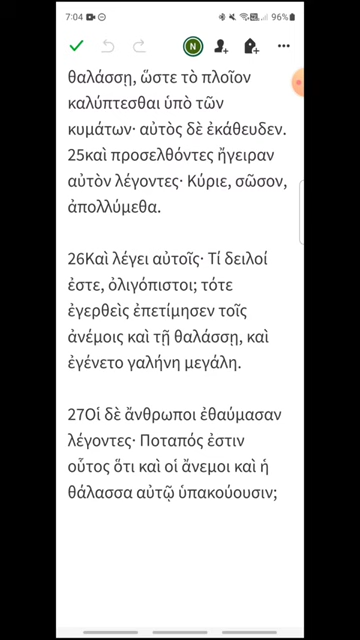 7:04
96%
N
θαλάσσῃ, ὥστε τὸ πλοῖον
καλύπτεσθαι ὑπὸ τῶν
κυμάτων· αὐτὸς δὲ ἐκάθευδεν.
25καὶ προσελθόντες ἤγειραν
αὐτὸν λέγοντες· Κύριε, σῶσον,
ἀπολλύμεθα.
26Καὶ λέγει αὐτοῖς· Τί δειλοί
ἐστε, ὀλιγόπιστοι; τότε
ἐγερθεὶς ἐπετίμησεν τοῖς
ἀνέμοις καὶ τῇ θαλάσσῃ, καὶ
ἐγένετο γαλήνη μεγάλη.
27Οἱ δὲ ἄνθρωποι ἐθαύμασαν
λέγοντες· Ποταπός ἐστιν
οὗτος ὅτι καὶ οἱ ἄνεμοι καὶ ἡ
θάλασσα αὐτῷ ὑπακούουσιν;